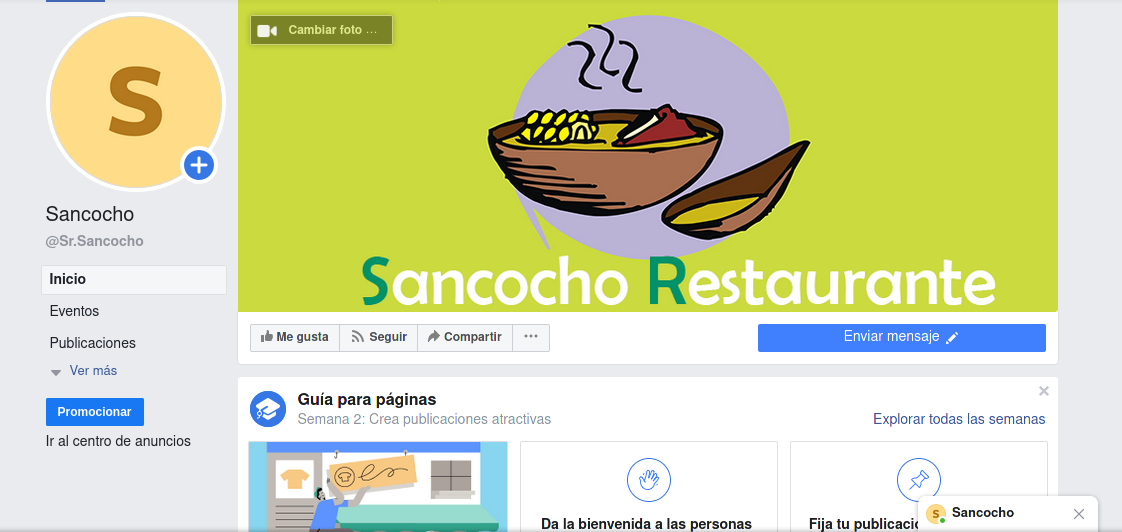 Cambiar foto ...
S
Sancocho
@Sr.Sancocho
Inicio
Eventos
Publicaciones
Ver más
Promocionar
Ir al centro de anuncios
Sancocho Restaurante
Me gusta
Seguir
Compartir
...
Enviar mensaje
Guía para páginas
Semana 2: Crea publicaciones atractivas
Explorar todas las semanas
Da la bienvenida a las personas
Fija tu publicació
S
Sancocho